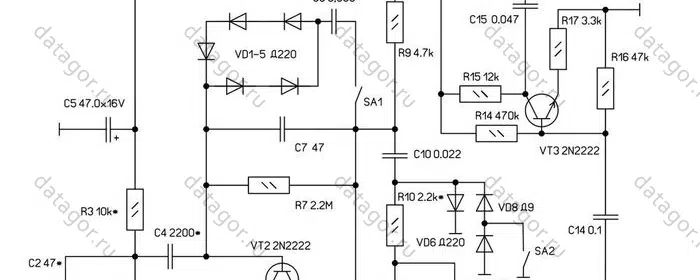 C15 0.047
R17 3.3k
VD1-5 Д220
R9 4.7k
R16 47k
R15 12k
C5 47.0x16V
SA1
R14 470k
+
C7 47
VT3 2N2222
C10 0.022
R3 10k*
R7 2.2M
R10 2.2k*
VD8 Д9
C14 0.1
C4 2200*
VT2 2N2222
VD6 Д220
SA2
C2 47*
datagor.ru
datagor.ru
datagor.ru
datagor.ru
datagor.ru
datagor.ru
datagor.ru
datagor.ru